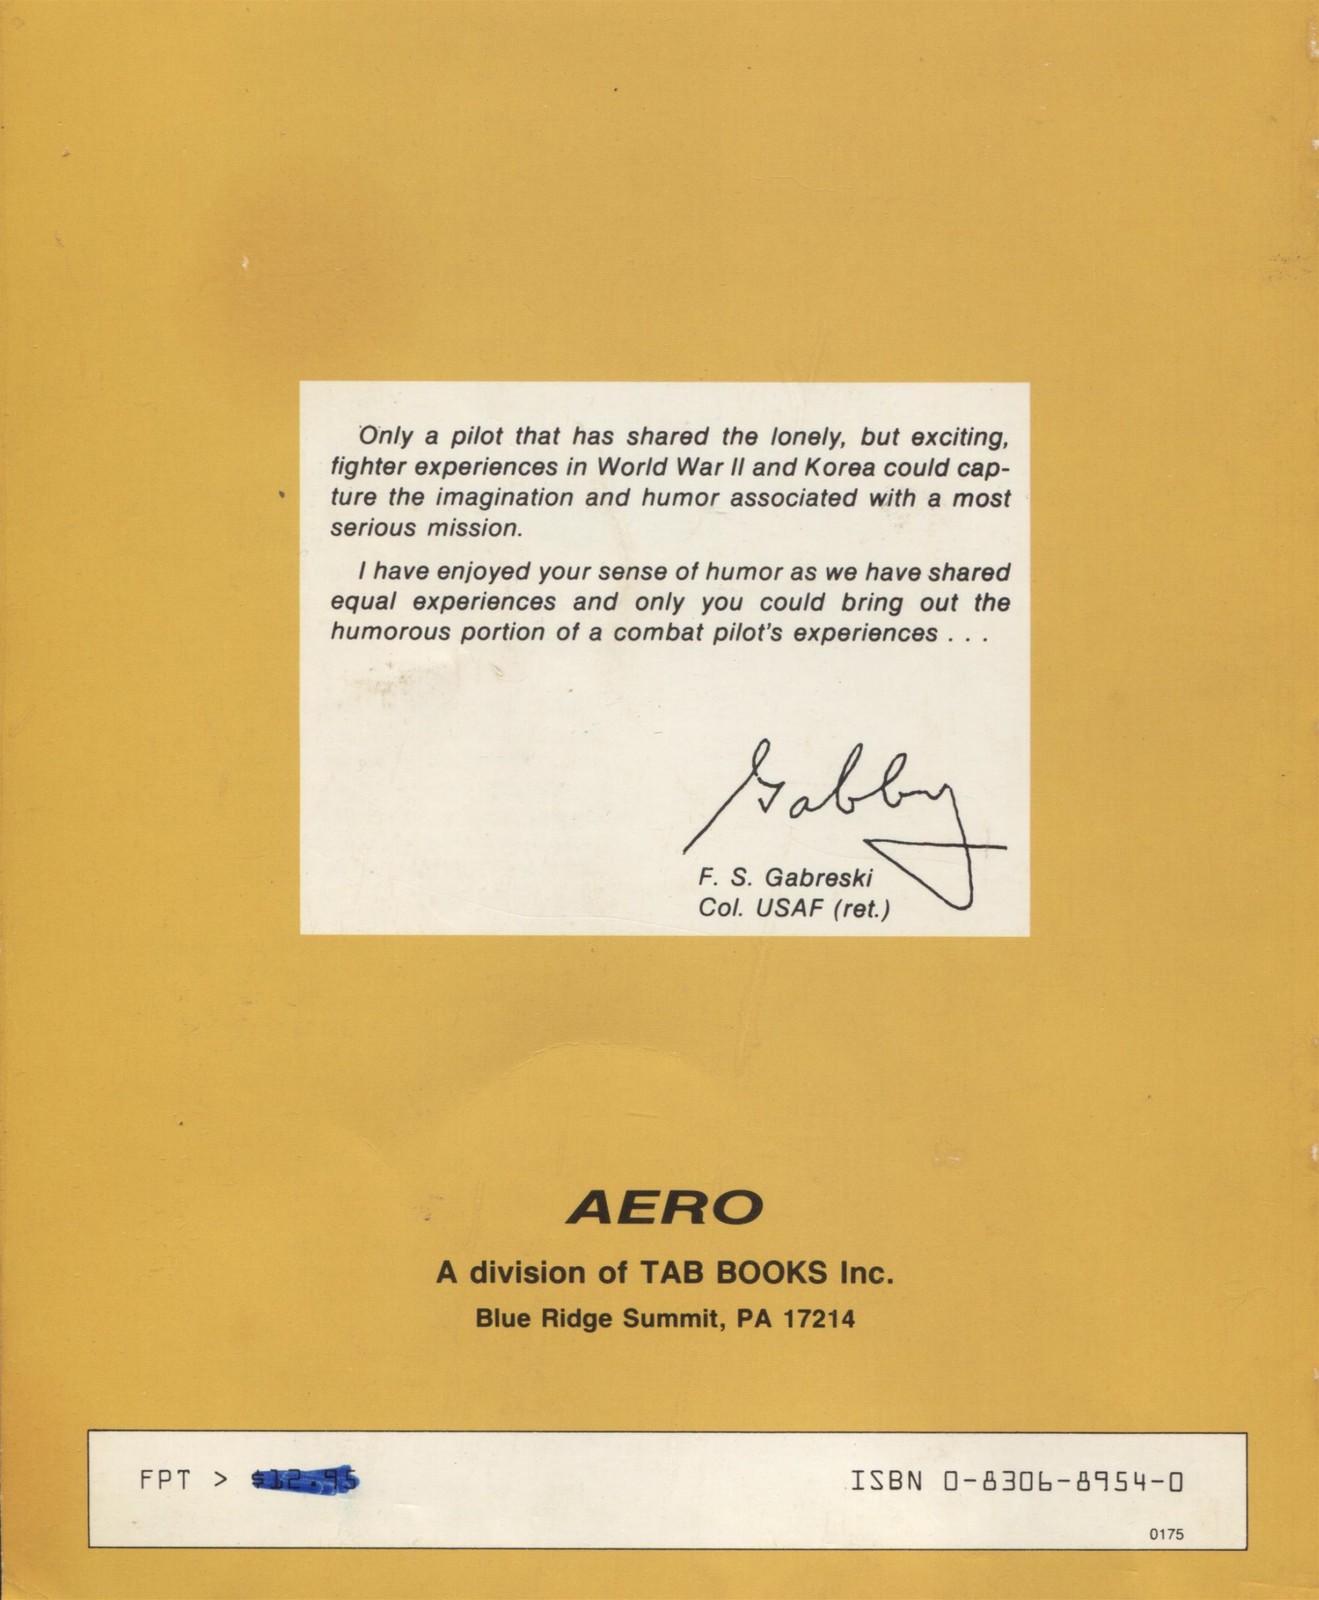 Only a pilot that has shared the lonely, but exciting,
fighter experiences in World War II and Korea could cap-
ture the imagination and humor associated with a most
serious mission.
I have enjoyed your sense of humor as we have shared
equal experiences and only you could bring out the
humorous portion of a combat pilot's experiences . . .
Gabby
F. S. Gabreski
Col. USAF (ret.)
AERO
A division of TAB BOOKS Inc.
Blue Ridge Summit, PA 17214
FPT > $12.95
ISBN 0-8306-8954-0
0175